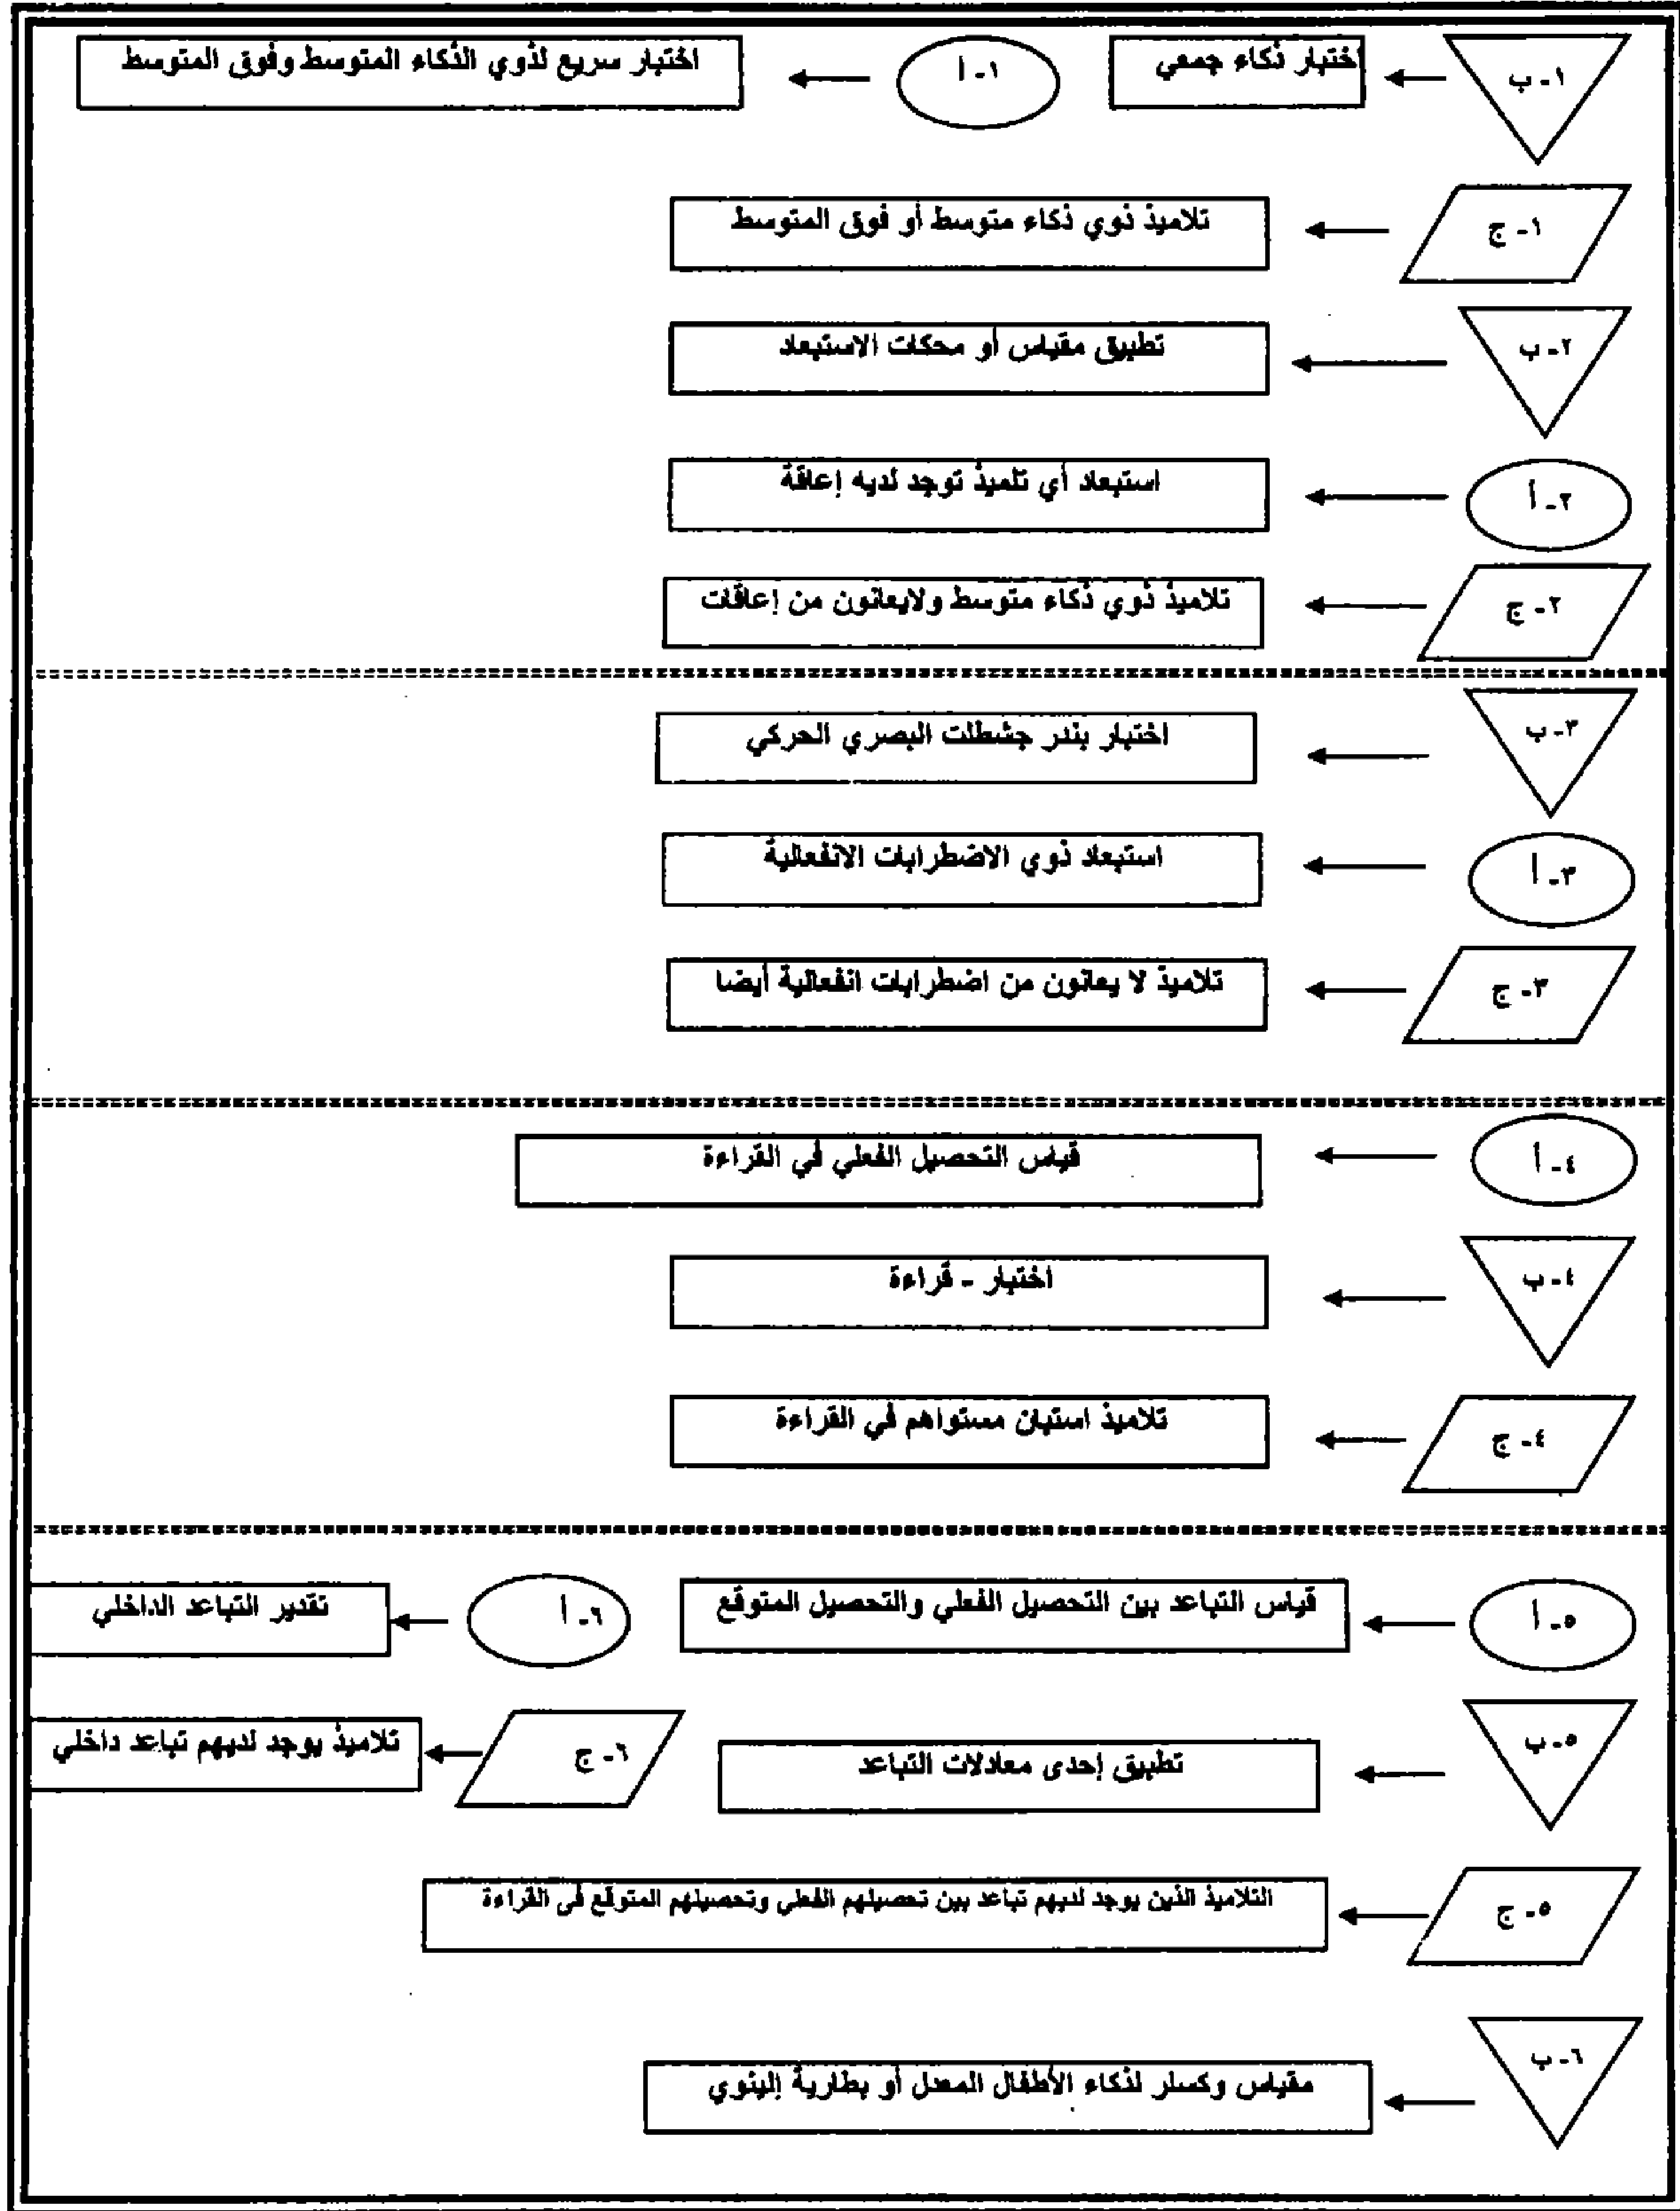 ١- ب
اختبار ذكاء جمعي
١- أ
اختبار سريع لذوي الذكاء المتوسط وفوق المتوسط
١- ج
تلاميذ ذوي ذكاء متوسط أو فوق المتوسط
٢- ب
تطبيق مقياس أو محكات الاستبعاد
٢- أ
استبعاد أي تلميذ توجد لديه إعاقة
٢- ج
تلاميذ ذوي ذكاء متوسط ولايعانون من إعاقات
٣- ب
اختبار بندر جشطلت البصري الحركي
٣- أ
استبعاد ذوي الاضطرابات الانفعالية
٣- ج
تلاميذ لا يعانون من اضطرابات انفعالية أيضا
٤- أ
قياس التحصيل الفعلي في القراءة
٤- ب
اختبار - قراءة
٤- ج
تلاميذ استبان مستواهم في القراءة
٥- أ
قياس التباعد بين التحصيل الفعلي والتحصيل المتوقع
٦- أ
تقدير التباعد الداخلي
٥- ب
تطبيق إحدى معادلات التباعد
٦- ج
تلاميذ يوجد لديهم تباعد داخلي
٥- ج
التلاميذ الذين يوجد لديهم تباعد بين تحصيلهم الفعلي وتحصيلهم المتوقع في القراءة
٦- ب
مقياس وكسلر لذكاء الأطفال المعدل أو بطارية إلينوي